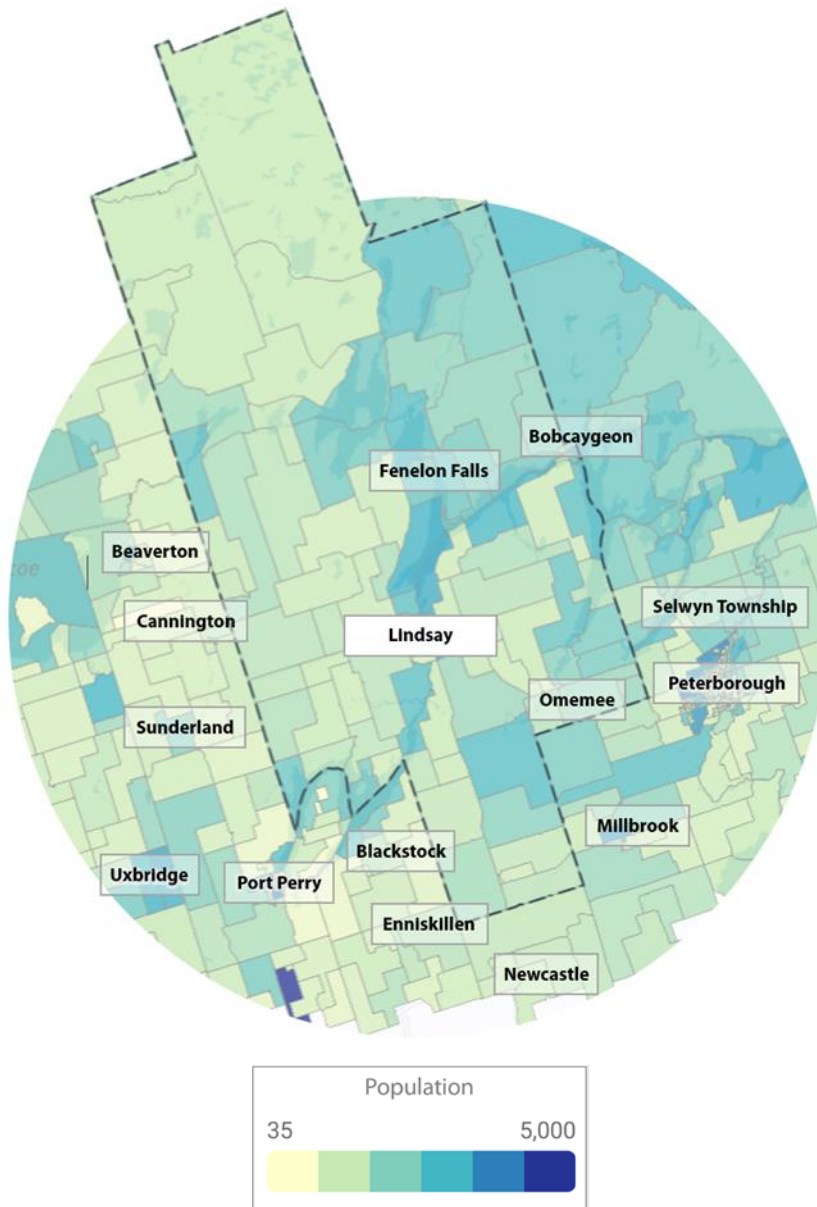 Bobcaygeon
Fenelon Falls
Beaverton
coe
Cannington
Lindsay
Selwyn Township
Peterborough
Omemee
Sunderland
Millbrook
Blackstock
Uxbridge
Port Perry
Enniskillen
Newcastle
Population
35 5,000